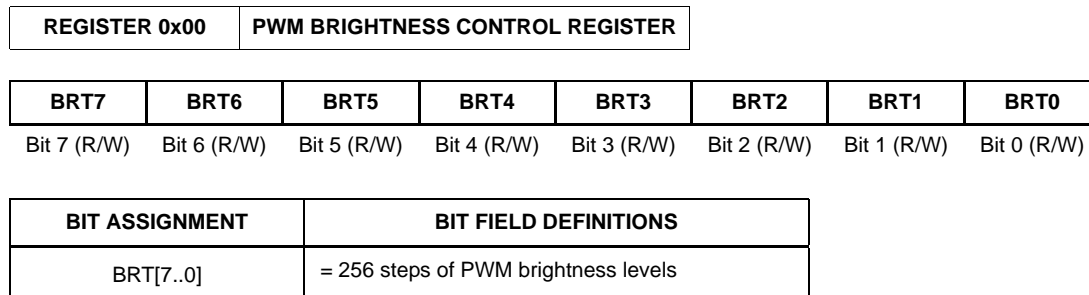 REGISTER 0x00 PWM BRIGHTNESS CONTROL REGISTER
BRT7 BRT6 BRT5 BRT4 BRT3 BRT2 BRT1 BRT0
Bit 7 (R/W) Bit 6 (R/W) Bit 5 (R/W) Bit 4 (R/W) Bit 3 (R/W) Bit 2 (R/W) Bit 1 (R/W) Bit 0 (R/W)
BIT ASSIGNMENT BIT FIELD DEFINITIONS
BRT[7..0] = 256 steps of PWM brightness levels